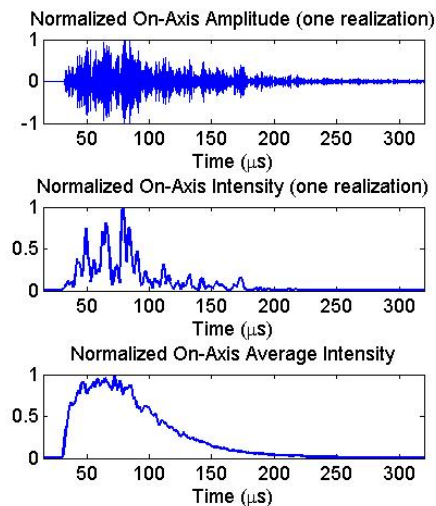 Normalized On-Axis Amplitude (one realization)
1
0
-1
50 100 150 200 250 300
Time (μs)
Normalized On-Axis Intensity (one realization)
1
0.5
0
50 100 150 200 250 300
Time (μs)
Normalized On-Axis Average Intensity
1
0.5
0
50 100 150 200 250 300
Time (μs)